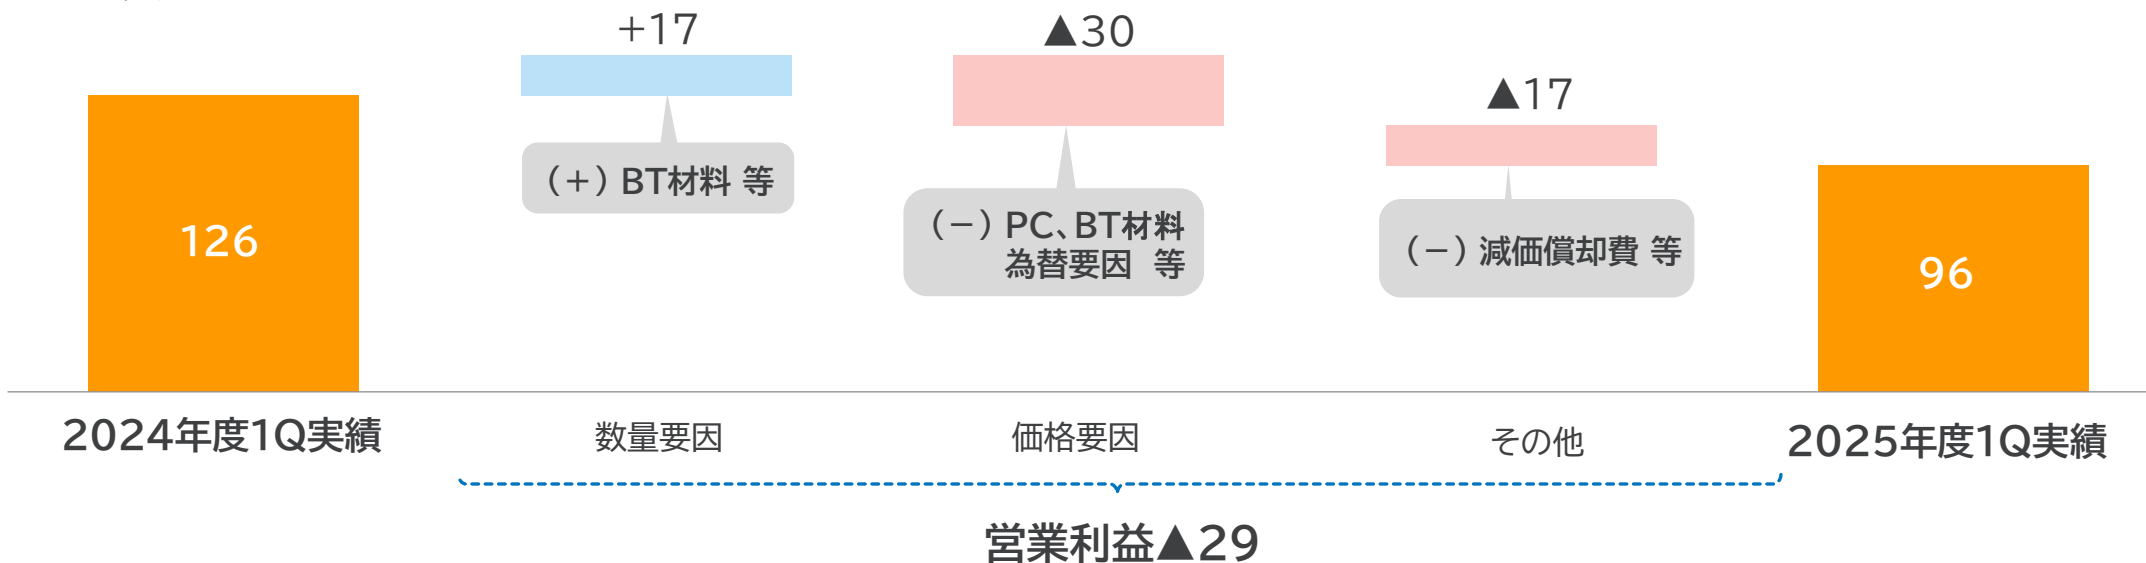 +17
▲30
▲17
(+) BT材料 等
(-) PC、BT材料
為替要因 等
(-) 減価償却費 等
126
96
2024年度1Q実績
数量要因
価格要因
その他
2025年度1Q実績
営業利益▲29